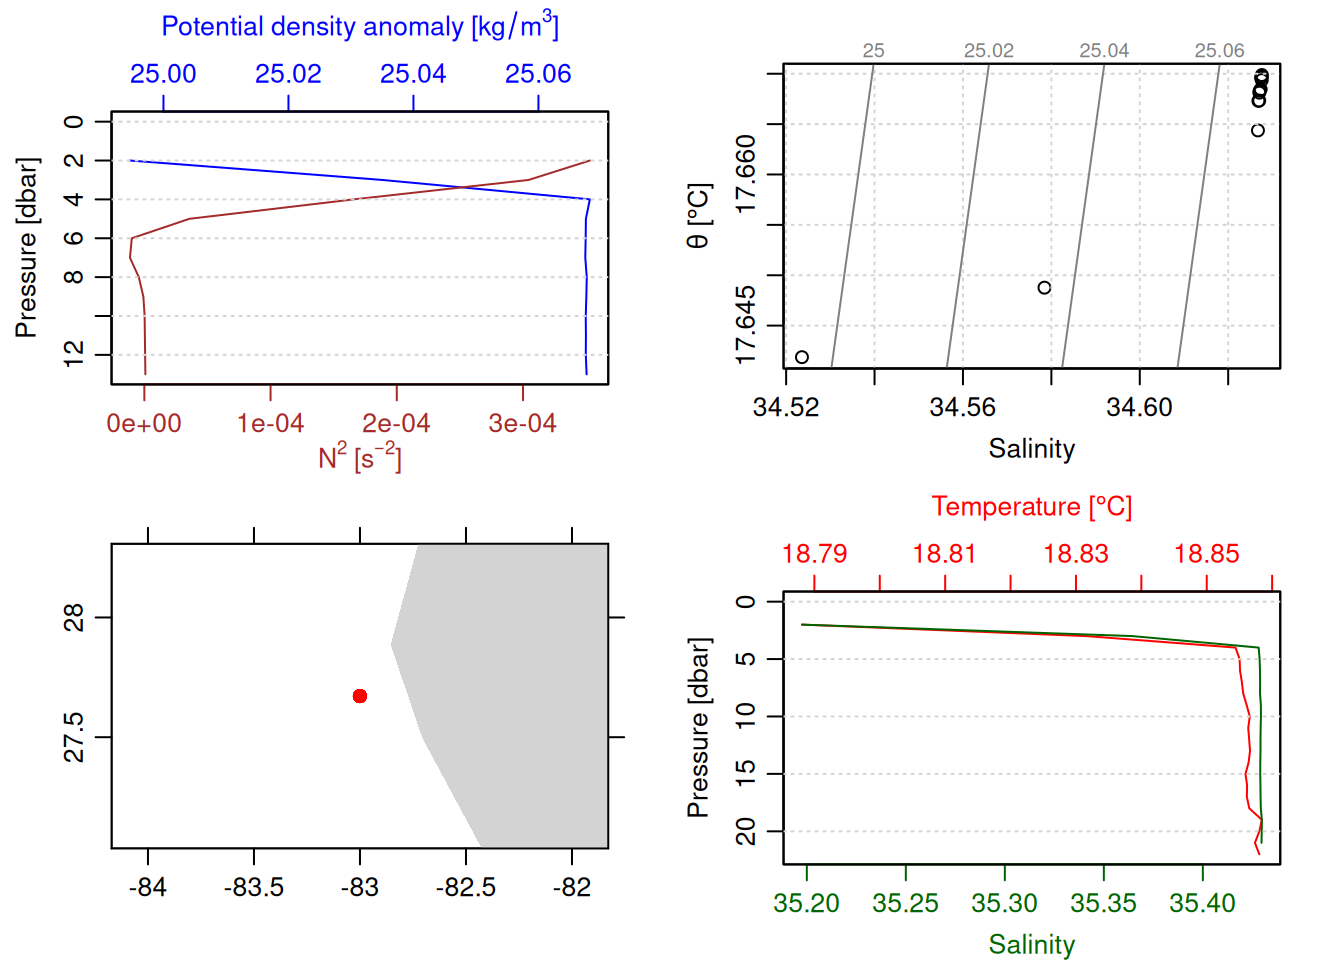 Potential density anomaly [kg/m³]
25.00 25.02 25.04 25.06
Pressure [dbar]
0
2
4
6
8
12
0e+00 1e-04 2e-04 3e-04
N² [s⁻²]
25 25.02 25.04 25.06
θ [°C]
17.660
17.645
34.52 34.56 34.60
Salinity
28
27.5
-84 -83.5 -83 -82.5 -82
Temperature [°C]
18.79 18.81 18.83 18.85
Pressure [dbar]
0
5
10
15
20
35.20 35.25 35.30 35.35 35.40
Salinity